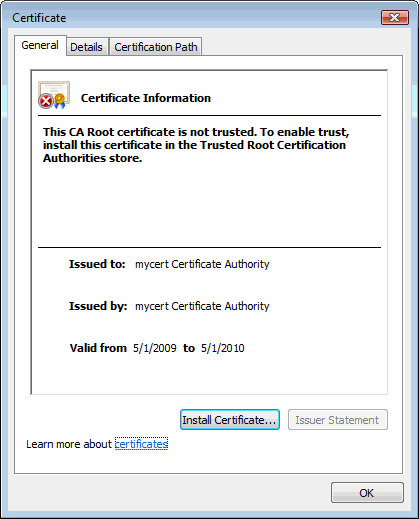 Certificate
General
Details
Certification Path
Certificate Information
This CA Root certificate is not trusted. To enable trust,
install this certificate in the Trusted Root Certification
Authorities store.
Issued to: mycert Certificate Authority
Issued by: mycert Certificate Authority
Valid from 5/1/2009 to 5/1/2010
Install Certificate...
Issuer Statement
Learn more about certificates
OK